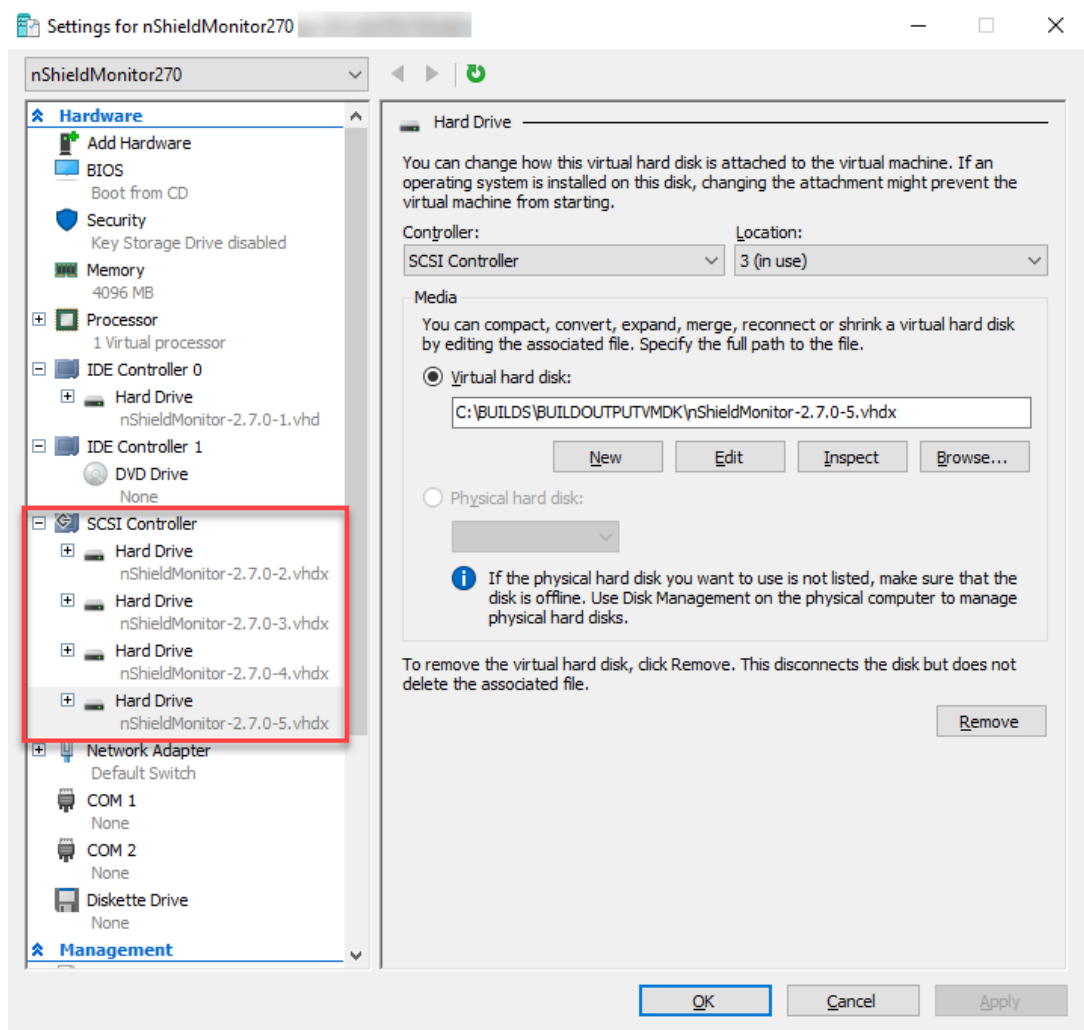 Settings for nShieldMonitor270
nShieldMonitor270
Hardware
Add Hardware
BIOS
Boot from CD
Security
Key Storage Drive disabled
Memory
4096 MB
Processor
1 Virtual processor
IDE Controller 0
Hard Drive
nShieldMonitor-2.7.0-1.vhd
IDE Controller 1
DVD Drive
None
SCSI Controller
Hard Drive
nShieldMonitor-2.7.0-2.vhdx
Hard Drive
nShieldMonitor-2.7.0-3.vhdx
Hard Drive
nShieldMonitor-2.7.0-4.vhdx
Hard Drive
nShieldMonitor-2.7.0-5.vhdx
Network Adapter
Default Switch
COM 1
None
COM 2
None
Diskette Drive
None
Management
Hard Drive
You can change how this virtual hard disk is attached to the virtual machine. If an
operating system is installed on this disk, changing the attachment might prevent the
virtual machine from starting.
Controller: Location:
SCSI Controller 3 (in use)
Media
You can compact, convert, expand, merge, reconnect or shrink a virtual hard disk
by editing the associated file. Specify the full path to the file.
Virtual hard disk:
C:\BUILDS\BUILDOUTPUTVMDK\nShieldMonitor-2.7.0-5.vhdx
New Edit Inspect Browse...
Physical hard disk:
If the physical hard disk you want to use is not listed, make sure that the
disk is offline. Use Disk Management on the physical computer to manage
physical hard disks.
To remove the virtual hard disk, click Remove. This disconnects the disk but does not
delete the associated file.
Remove
OK Cancel Apply